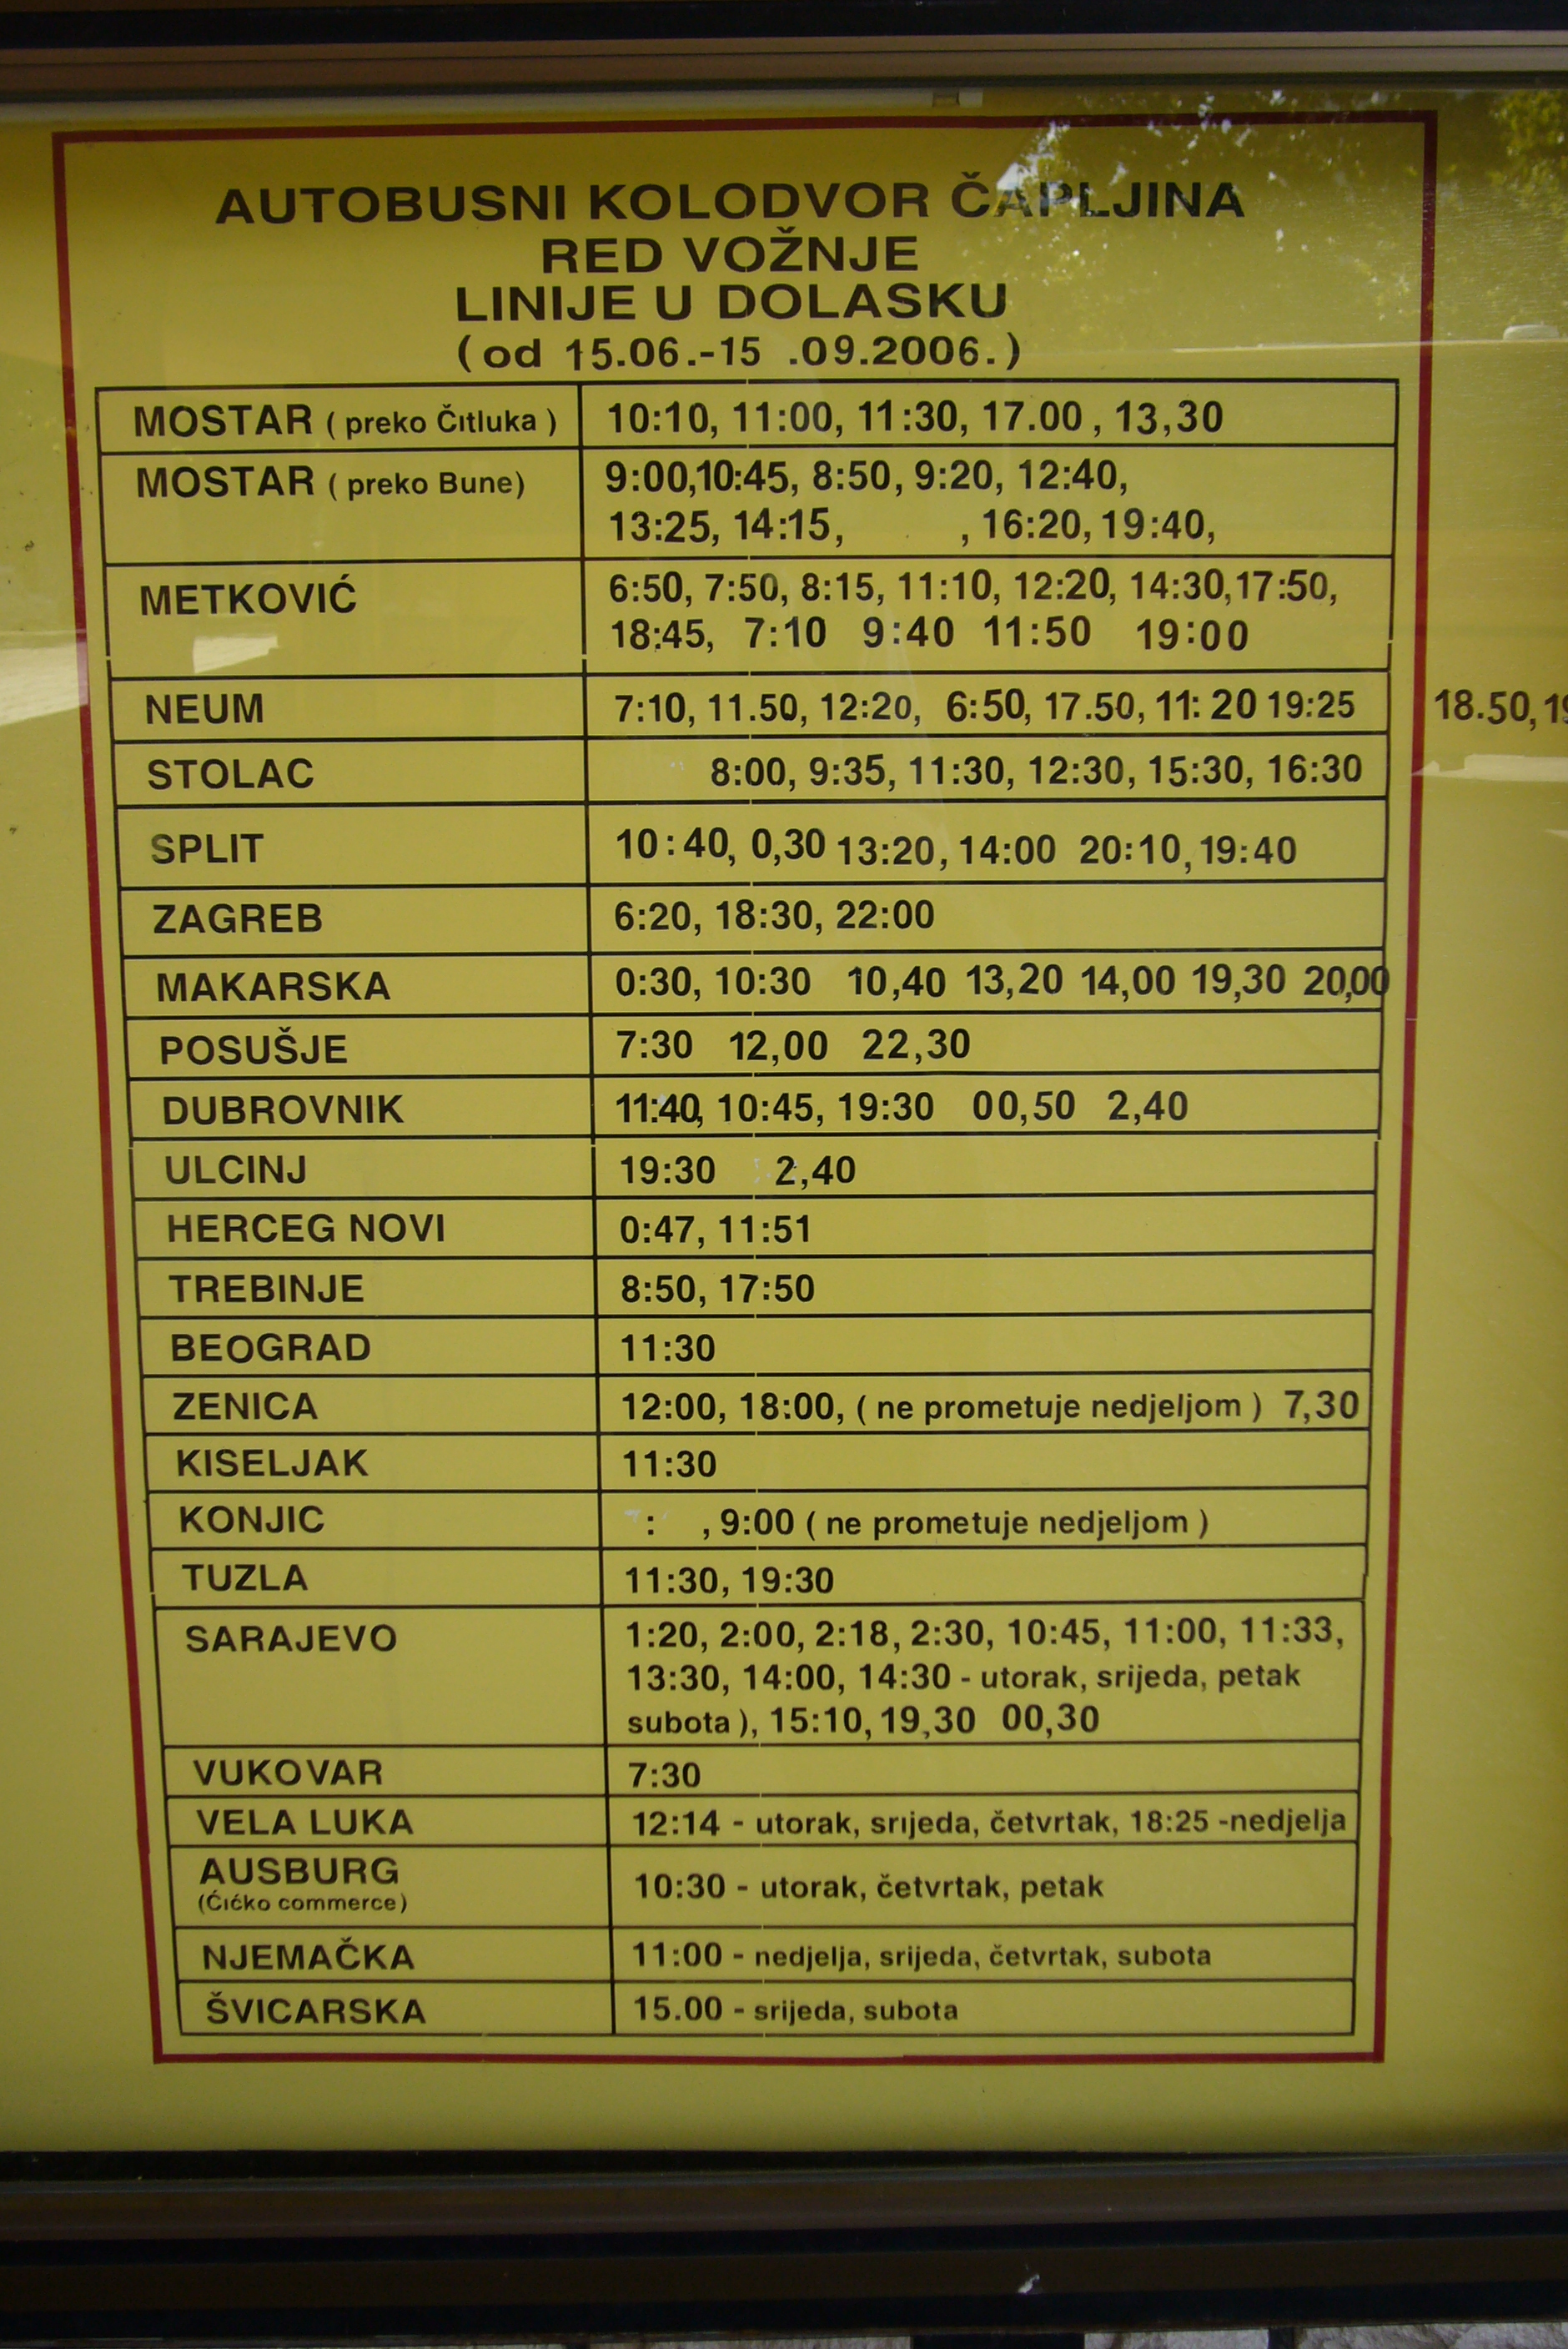 AUTOBUSNI KOLODVOR ČAPLJINA
RED VOŽNJE
LINIJE U DOLASKU
(od 15.06.-15 .09.2006.)
MOSTAR ( preko Čitluka ) 10:10, 11:00, 11:30, 17.00 , 13,30
MOSTAR ( preko Bune) 9:00,10:45, 8:50, 9:20, 12:40,
13:25, 14:15, , 16:20, 19:40,
METKOVIĆ 6:50, 7:50, 8:15, 11:10, 12:20, 14:30,17:50,
18:45, 7:10 9:40 11:50 19:00
NEUM 7:10, 11.50, 12:20, 6:50, 17.50, 11: 20 19:25 18.50,
STOLAC 8:00, 9:35, 11:30, 12:30, 15:30, 16:30
SPLIT 10:40, 0,30 13:20, 14:00 20:10, 19:40
ZAGREB 6:20, 18:30, 22:00
MAKARSKA 0:30, 10:30 10,40 13,20 14,00 19,30 20,00
POSUŠJE 7:30 12,00 22,30
DUBROVNIK 11:40, 10:45, 19:30 00,50 2,40
ULCINJ 19:30 2,40
HERCEG NOVI 0:47, 11:51
TREBINJE 8:50, 17:50
BEOGRAD 11:30
ZENICA 12:00, 18:00, ( ne prometuje nedjeljom ) 7,30
KISELJAK 11:30
KONJIC : , 9:00 ( ne prometuje nedjeljom )
TUZLA 11:30, 19:30
SARAJEVO 1:20, 2:00, 2:18, 2:30, 10:45, 11:00, 11:33,
13:30, 14:00, 14:30 - utorak, srijeda, petak
subota ), 15:10, 19,30 00,30
VUKOVAR 7:30
VELA LUKA 12:14 - utorak, srijeda, četvrtak, 18:25 -nedjelja
AUSBURG
(Ćićko commerce) 10:30 - utorak, četvrtak, petak
NJEMAČKA 11:00 - nedjelja, srijeda, četvrtak, subota
ŠVICARSKA 15.00 - srijeda, subota